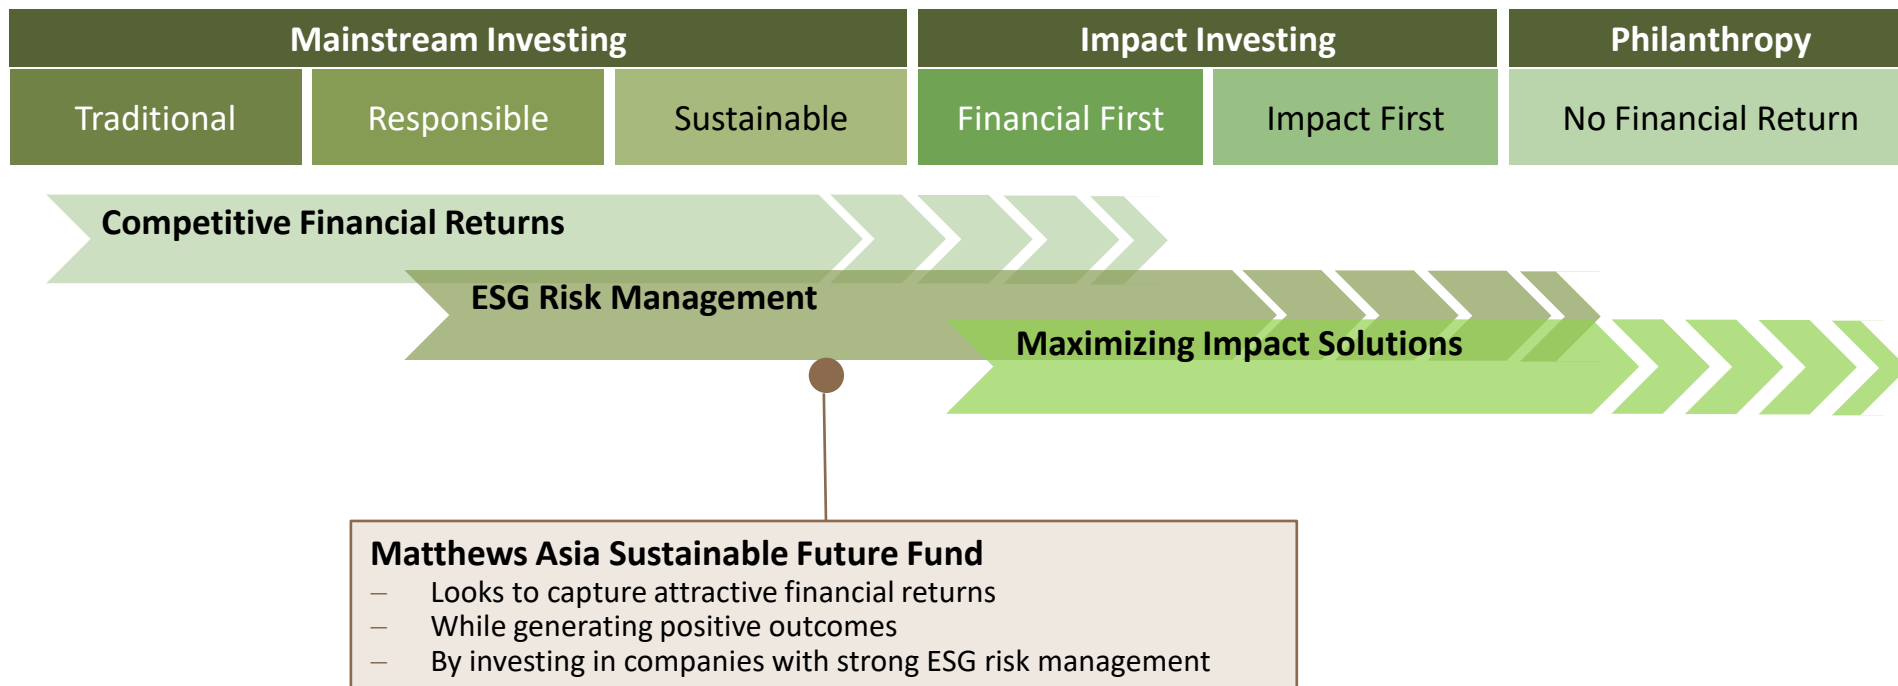 Mainstream Investing
Impact Investing
Philanthropy
Traditional
Responsible
Sustainable
Financial First
Impact First
No Financial Return
Competitive Financial Returns
ESG Risk Management
Maximizing Impact Solutions
Matthews Asia Sustainable Future Fund
– Looks to capture attractive financial returns
– While generating positive outcomes
– By investing in companies with strong ESG risk management